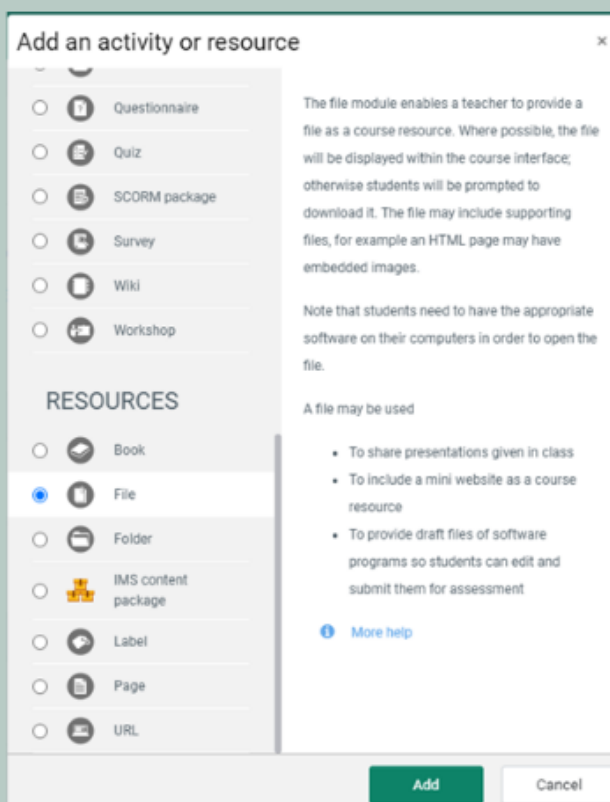 Add an activity or resource ×
Questionnaire
Quiz
SCORM package
Survey
Wiki
Workshop
RESOURCES
Book
File
Folder
IMS content
package
Label
Page
URL
The file module enables a teacher to provide a
file as a course resource. Where possible, the file
will be displayed within the course interface;
otherwise students will be prompted to
download it. The file may include supporting
files, for example an HTML page may have
embedded images.
Note that students need to have the appropriate
software on their computers in order to open the
file.
A file may be used
• To share presentations given in class
• To include a mini website as a course
resource
• To provide draft files of software
programs so students can edit and
submit them for assessment
More help
Add
Cancel